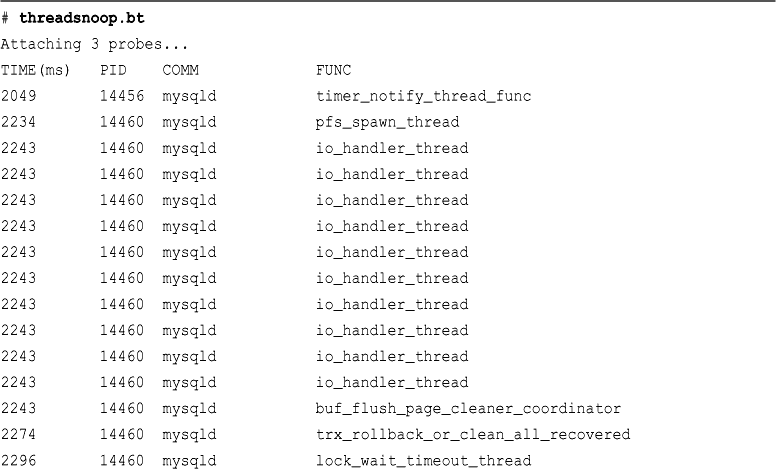 # threadsnoop.bt
Attaching 3 probes...
TIME(ms)   PID    COMM             FUNC
2049       14456  mysqld           timer_notify_thread_func
2234       14460  mysqld           pfs_spawn_thread
2243       14460  mysqld           io_handler_thread
2243       14460  mysqld           io_handler_thread
2243       14460  mysqld           io_handler_thread
2243       14460  mysqld           io_handler_thread
2243       14460  mysqld           io_handler_thread
2243       14460  mysqld           io_handler_thread
2243       14460  mysqld           io_handler_thread
2243       14460  mysqld           io_handler_thread
2243       14460  mysqld           io_handler_thread
2243       14460  mysqld           io_handler_thread
2243       14460  mysqld           buf_flush_page_cleaner_coordinator
2274       14460  mysqld           trx_rollback_or_clean_all_recovered
2296       14460  mysqld           lock_wait_timeout_thread